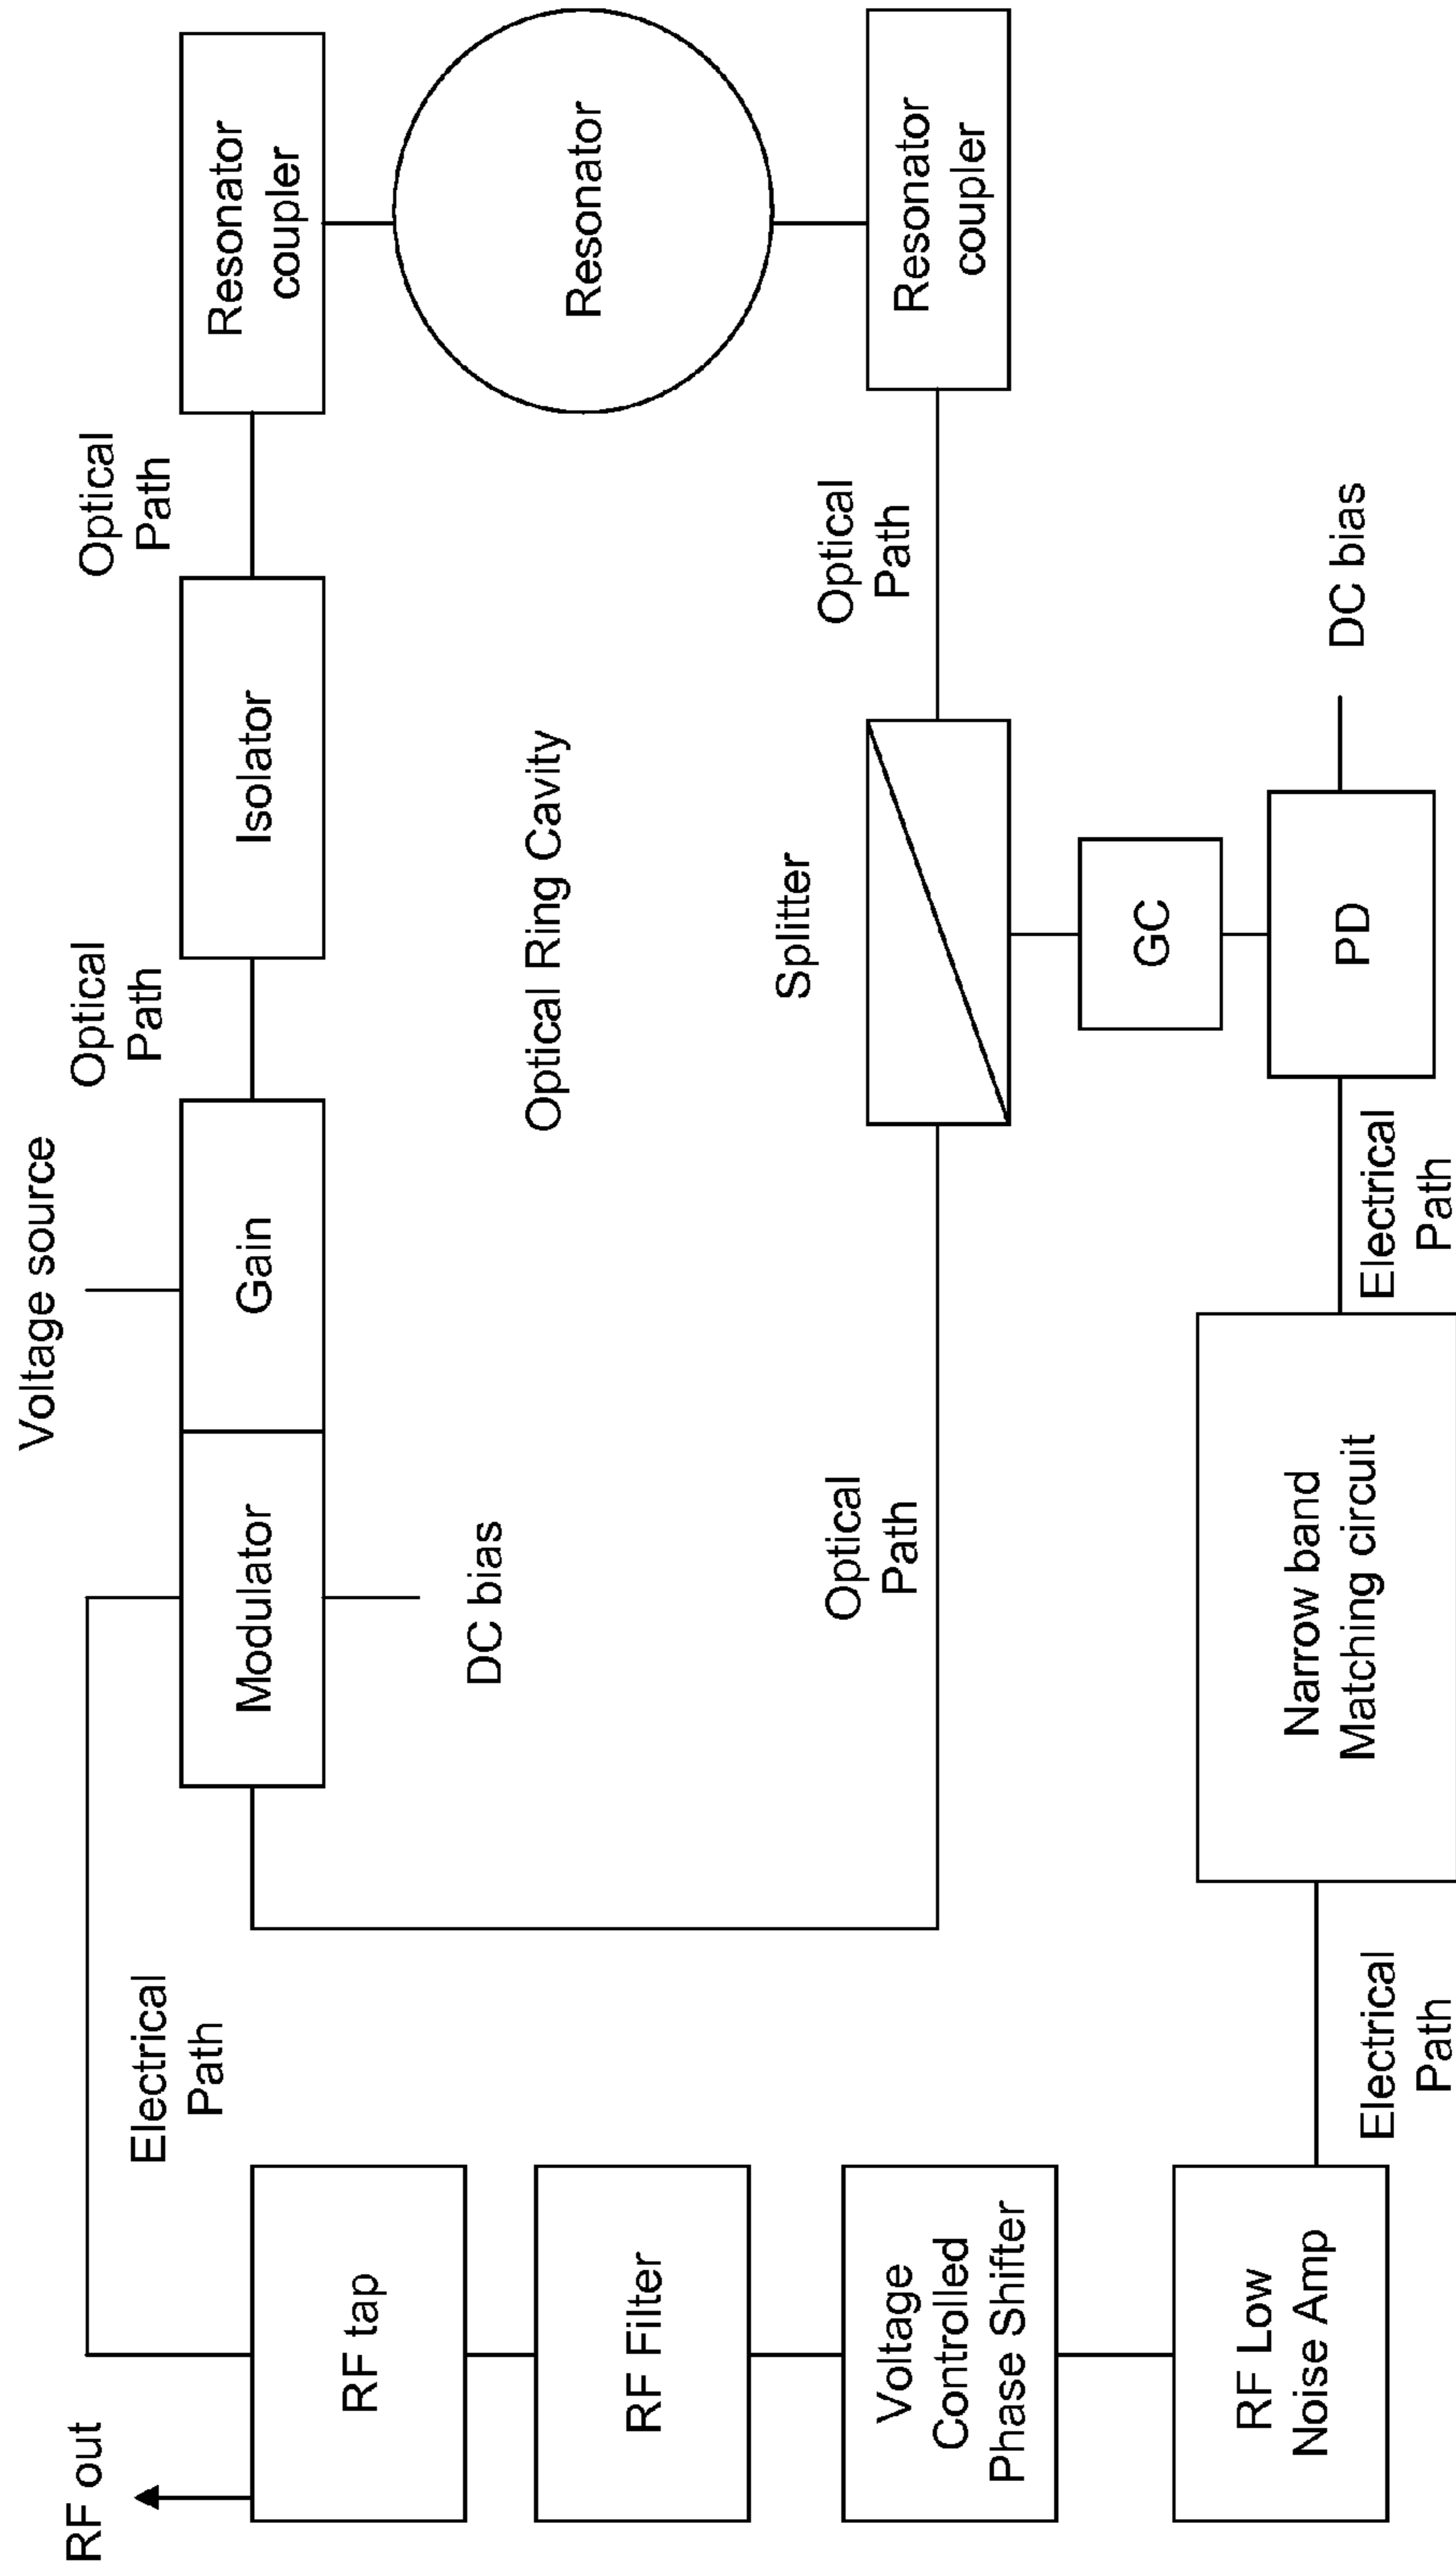 Voltage source
RF out
Electrical
Path
Optical
Path
Optical
Path
Modulator
Gain
Isolator
Resonator
coupler
RF tap
DC bias
Optical Ring Cavity
Resonator
RF Filter
Splitter
Optical
Path
Optical
Path
Resonator
coupler
Voltage
Controlled
Phase Shifter
GC
RF Low
Noise Amp
Electrical
Path
Narrow band
Matching circuit
Electrical
Path
PD
DC bias